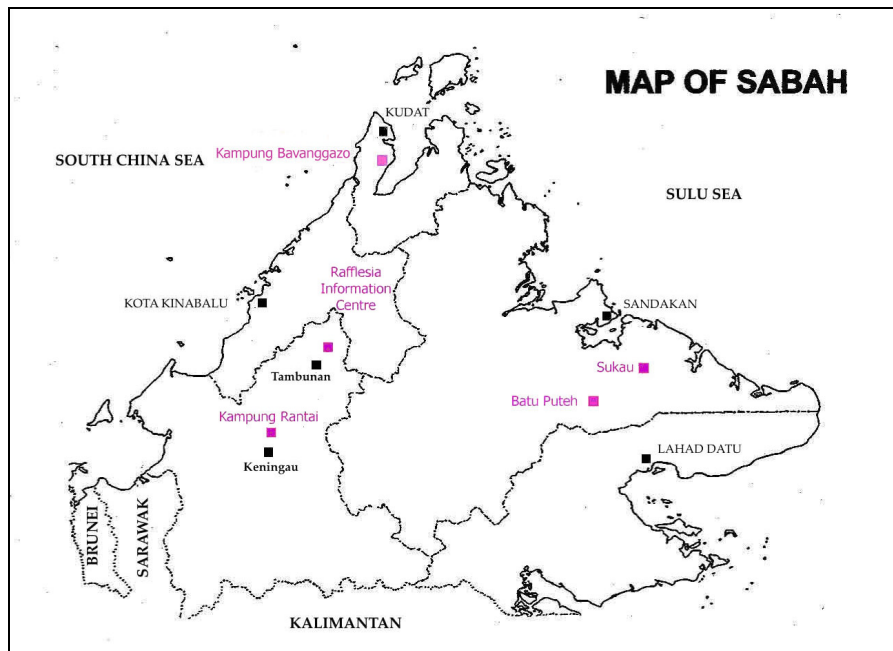 MAP OF SABAH
KUDAT
SOUTH CHINA SEA
Kampung Bavanggazo
SULU SEA
Rafflesia
Information
Centre
KOTA KINABALU
SANDAKAN
Tambunan
Sukau
Batu Puteh
Kampung Rantai
LAHAD DATU
Keningau
BRUNEI
SARAWAK
KALIMANTAN